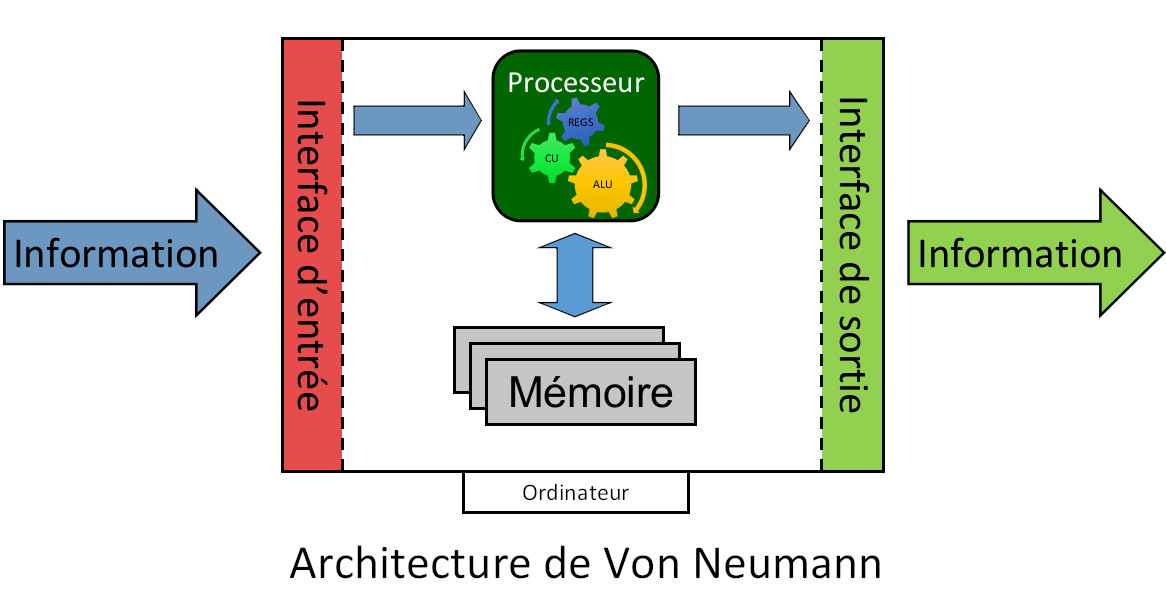 Information
Interface d’entrée
Processeur
REGS
CU
ALU
Mémoire
Interface de sortie
Information
Ordinateur
Architecture de Von Neumann